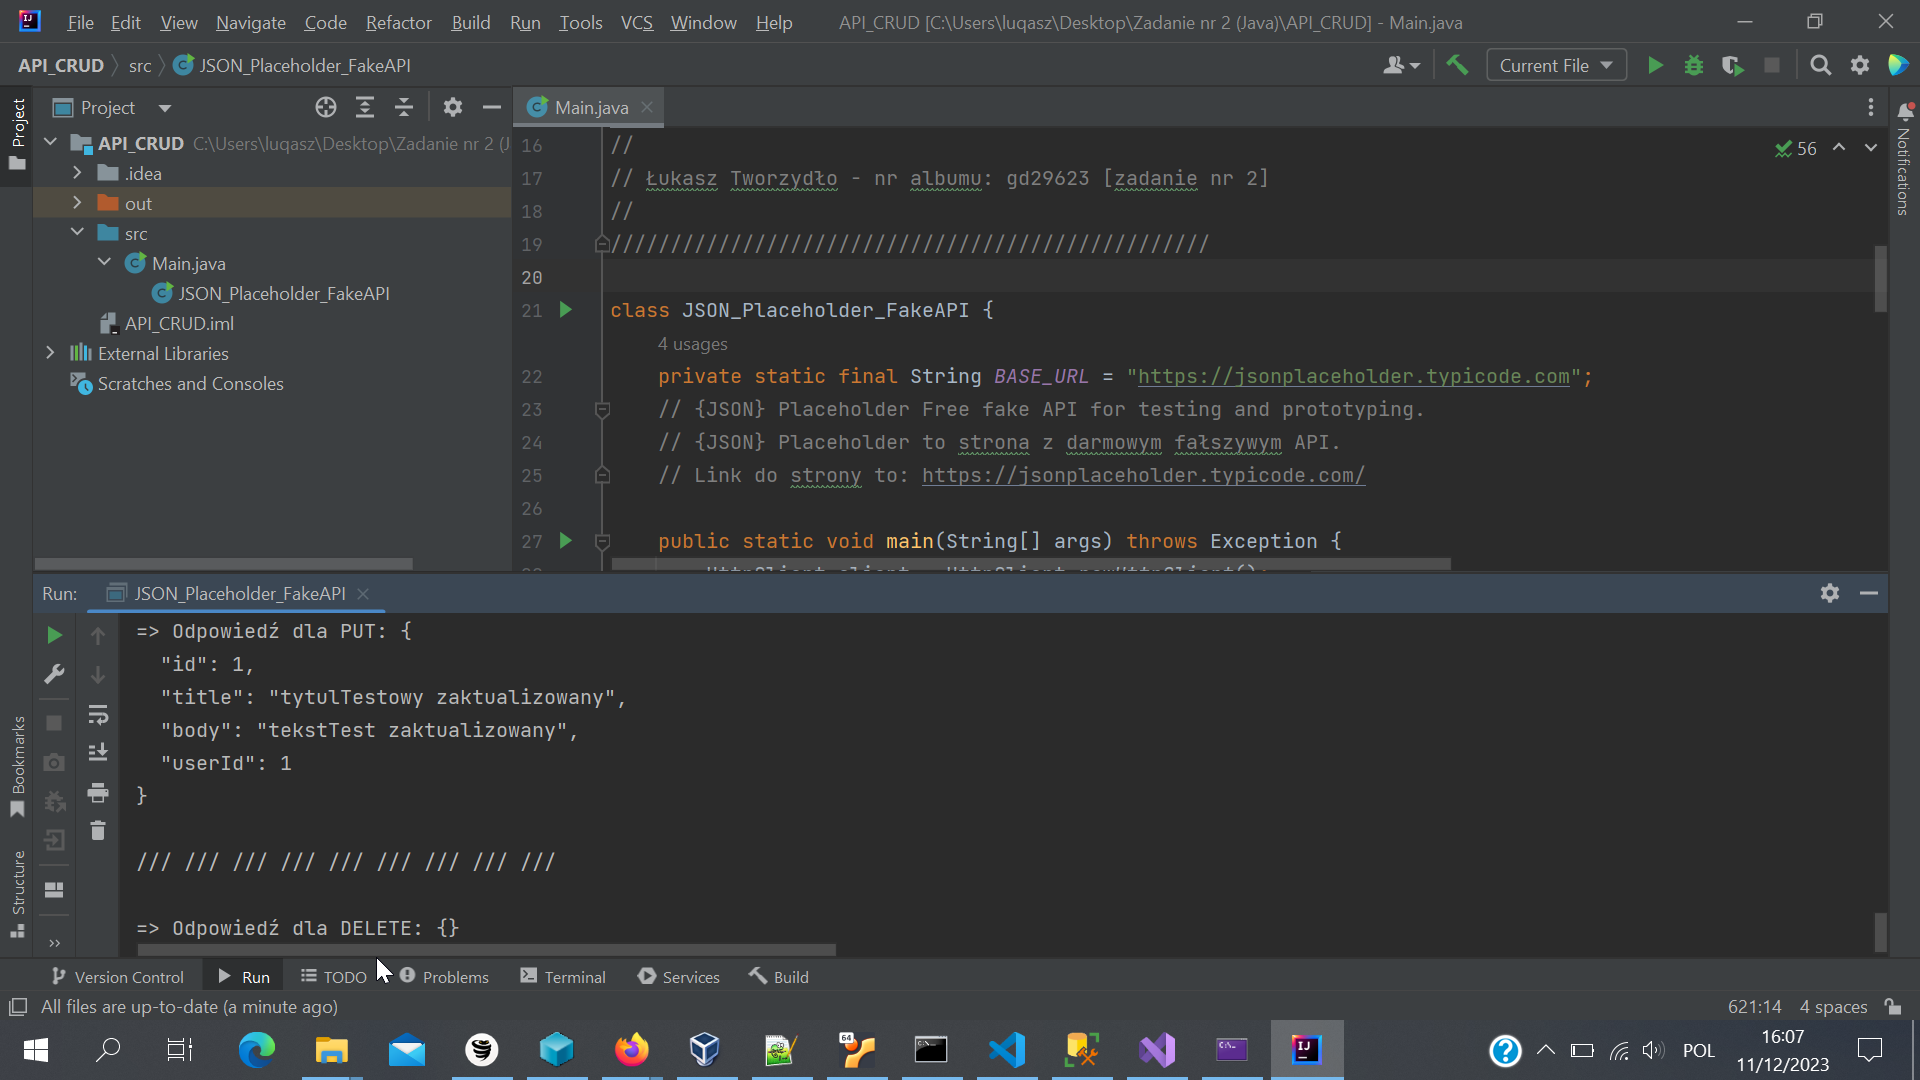 File Edit View Navigate Code Refactor Build Run Tools VCS Window Help API_CRUD [C:\Users\luqasz\Desktop\Zadanie nr 2 (Java)\API_CRUD] - Main.java
API_CRUD src JSON_Placeholder_FakeAPI
Current File
Project
Main.java
Project
Notifications
API_CRUD C:\Users\luqasz\Desktop\Zadanie nr 2 (J
.idea
out
src
Main.java
JSON_Placeholder_FakeAPI
API_CRUD.iml
External Libraries
Scratches and Consoles
56
16 //
17 // Łukasz Tworzydło - nr albumu: gd29623 [zadanie nr 2]
18 //
19 //////////////////////////////////////////////////
20
21 class JSON_Placeholder_FakeAPI {
4 usages
22 private static final String BASE_URL = "https://jsonplaceholder.typicode.com";
23 // {JSON} Placeholder Free fake API for testing and prototyping.
24 // {JSON} Placeholder to strona z darmowym fałszywym API.
25 // Link do strony to: https://jsonplaceholder.typicode.com/
26
27 public static void main(String[] args) throws Exception {
HttpClient client = HttpClient.newHttpClient();
Run: JSON_Placeholder_FakeAPI
=> Odpowiedź dla PUT: {
"id": 1,
"title": "tytulTestowy zaktualizowany",
"body": "tekstTest zaktualizowany",
"userId": 1
}
/// /// /// /// /// /// /// /// ///
=> Odpowiedź dla DELETE: {}
Bookmarks
Structure
Version Control Run TODO Problems Terminal Services Build
All files are up-to-date (a minute ago) 621:14 4 spaces
64
POL
16:07
11/12/2023